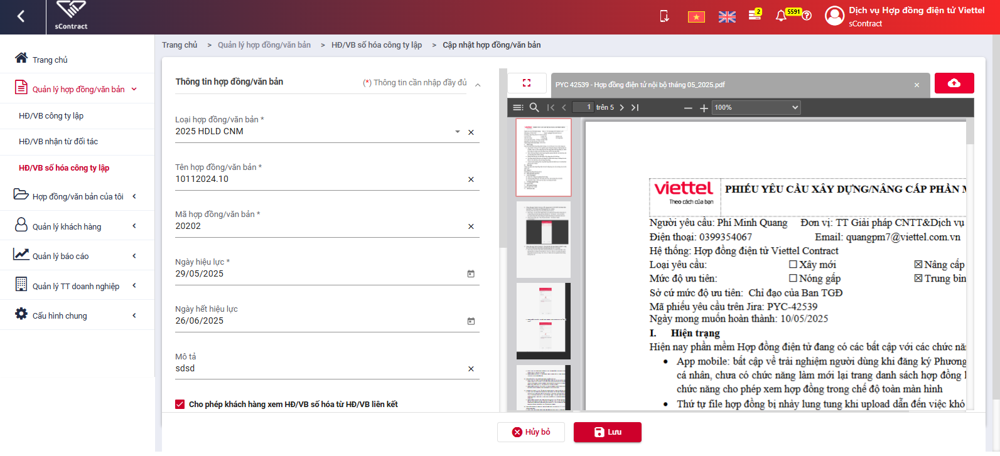 sContract
2
5591
Dịch vụ Hợp đồng điện tử Viettel
sContract
Trang chủ
Quản lý hợp đồng/văn bản
HĐ/VB công ty lập
HĐ/VB nhận từ đối tác
HĐ/VB số hóa công ty lập
Hợp đồng/văn bản của tôi
Quản lý khách hàng
Quản lý báo cáo
Quản lý TT doanh nghiệp
Cấu hình chung
Trang chủ > Quản lý hợp đồng/văn bản > HĐ/VB số hóa công ty lập > Cập nhật hợp đồng/văn bản
Thông tin hợp đồng/văn bản (*) Thông tin cần nhập đầy đủ
Loại hợp đồng/văn bản *
2025 HDLD CNM
Tên hợp đồng/văn bản *
10112024.10
Mã hợp đồng/văn bản *
20202
Ngày hiệu lực *
29/05/2025
Ngày hết hiệu lực
26/06/2025
Mô tả
sdsd
Cho phép khách hàng xem HĐ/VB số hóa từ HĐ/VB liên kết
PYC 42539 - Hợp đồng điện tử nội bộ tháng 05_2025.pdf
1 trên 5 100%
viettel
Theo cách của bạn
PHIẾU YÊU CẦU XÂY DỰNG/NÂNG CẤP PHẦN
Người yêu cầu: Phí Minh Quang Đơn vị: TT Giải pháp CNTT&Dịch vụ
Điện thoại: 0399354067 Email: quangpm7@viettel.com.vn
Hệ thống: Hợp đồng điện tử Viettel Contract
Loại yêu cầu: ☐ Xây mới ☒ Nâng cấp
Mức độ ưu tiên: ☐ Nóng gấp ☒ Trung bìn
Sở cứ mức độ ưu tiên: Chỉ đạo của Ban TGĐ
Mã phiếu yêu cầu trên Jira: PYC-42539
Ngày mong muốn hoàn thành: 10/05/2025
I. Hiện trạng
Hiện nay phần mềm Hợp đồng điện tử đang có các bất cập với các chức nă
• App mobile: bất cập về trải nghiệm người dùng khi đăng ký Phương
cá nhân, chưa có chức năng làm mới lại trang danh sách hợp đồng
chức năng cho phép xem hợp đồng trong chế độ toàn màn hình
• Thứ tự file hợp đồng bị nhảy lung tung khi upload dẫn đến việc khó
Hủy bỏ
Lưu